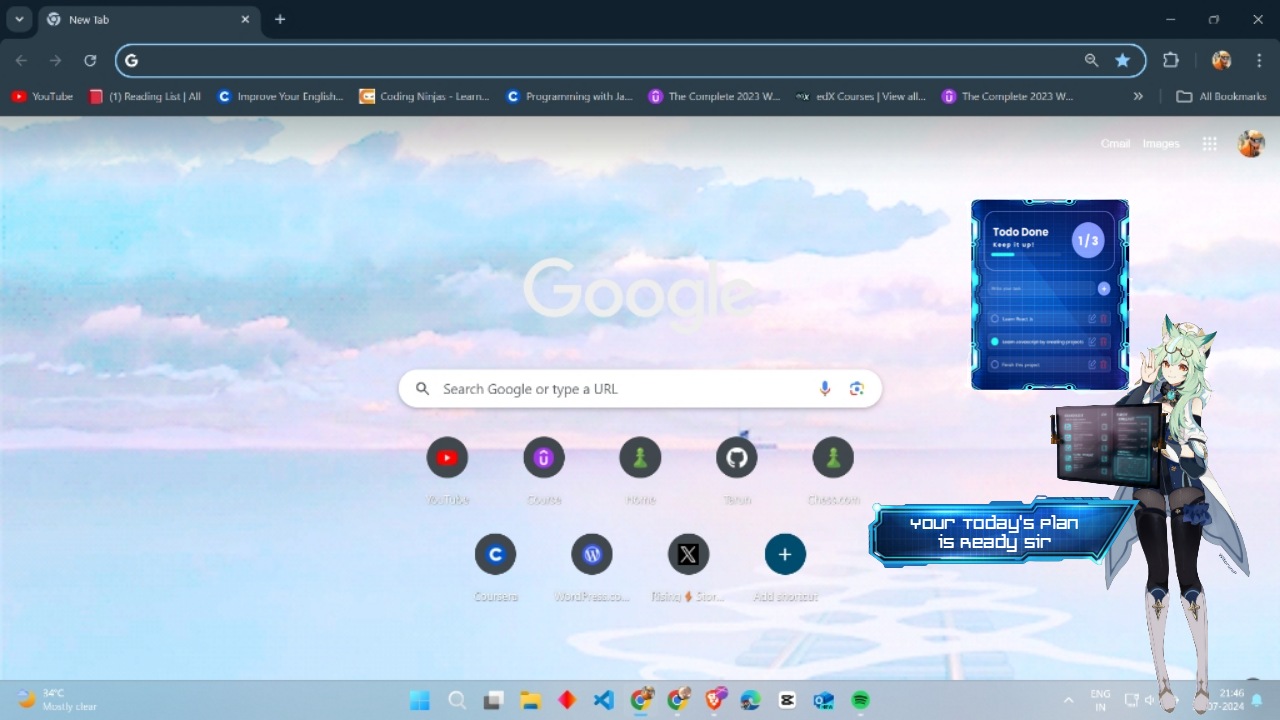 New Tab
YouTube
(1) Reading List | All
Improve Your English...
Coding Ninjas - Learn...
Programming with Ja...
The Complete 2023 W...
edX Courses | View all...
The Complete 2023 W...
All Bookmarks
Gmail
Images
Todo Done
Keep it up!
1/3
Write your task
Learn React Js
Learn Javascript by creating projects
Finish this project
Google
Search Google or type a URL
YouTube
Course
Home
Tarun
Chess.com
Your Today's Plan
is Ready Sir
Coursera
WordPress.co...
Rising⚡Stor...
Add shortcut
34°C
Mostly clear
ENG
IN
21:46
07-2024